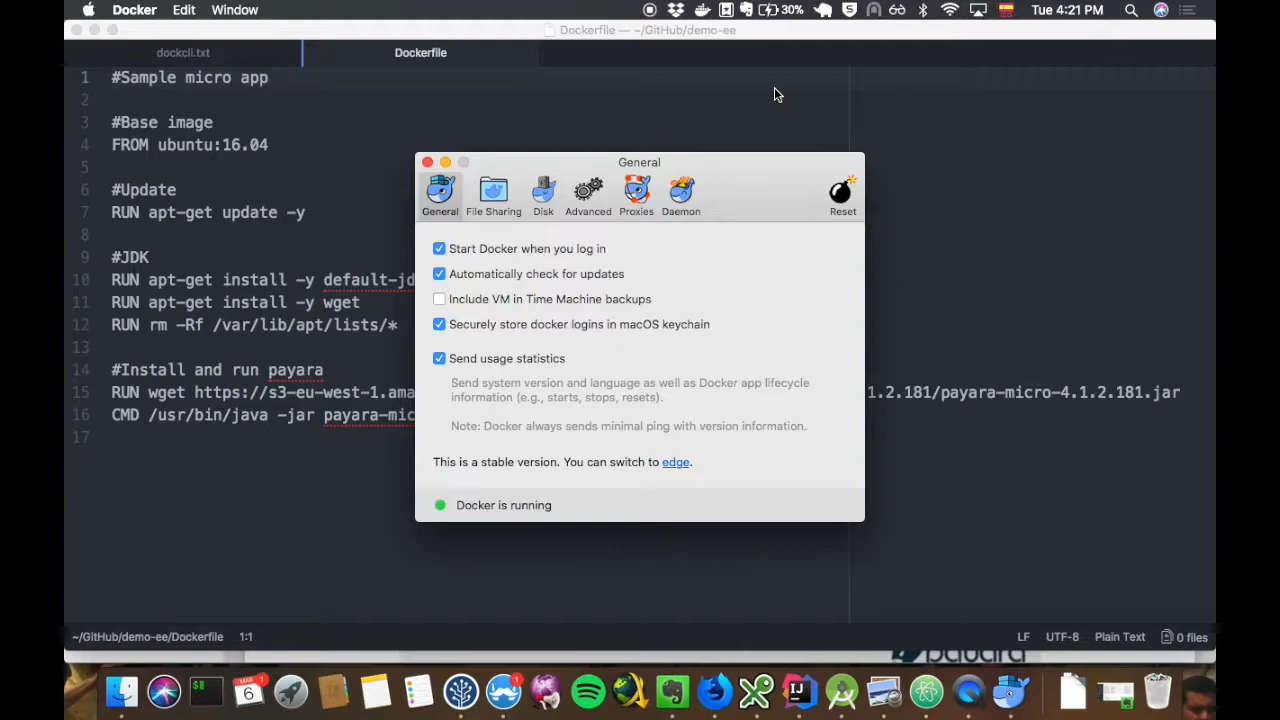 Docker Edit Window 30% Tue 4:21 PM
Dockerfile — ~/GitHub/demo-ee
dockcli.txt Dockerfile
1 #Sample micro app
2
3 #Base image
4 FROM ubuntu:16.04
5
6 #Update
7 RUN apt-get update -y
8
9 #JDK
10 RUN apt-get install -y default-jd
11 RUN apt-get install -y wget
12 RUN rm -Rf /var/lib/apt/lists/*
13
14 #Install and run payara
15 RUN wget https://s3-eu-west-1.ama 1.2.181/payara-micro-4.1.2.181.jar
16 CMD /usr/bin/java -jar payara-mic
17
General
General File Sharing Disk Advanced Proxies Daemon Reset
Start Docker when you log in
Automatically check for updates
Include VM in Time Machine backups
Securely store docker logins in macOS keychain
Send usage statistics
Send system version and language as well as Docker app lifecycle
information (e.g., starts, stops, resets).
Note: Docker always sends minimal ping with version information.
This is a stable version. You can switch to edge.
Docker is running
~/GitHub/demo-ee/Dockerfile 1:1 LF UTF-8 Plain Text 0 files
payara
MAR 1
6 1